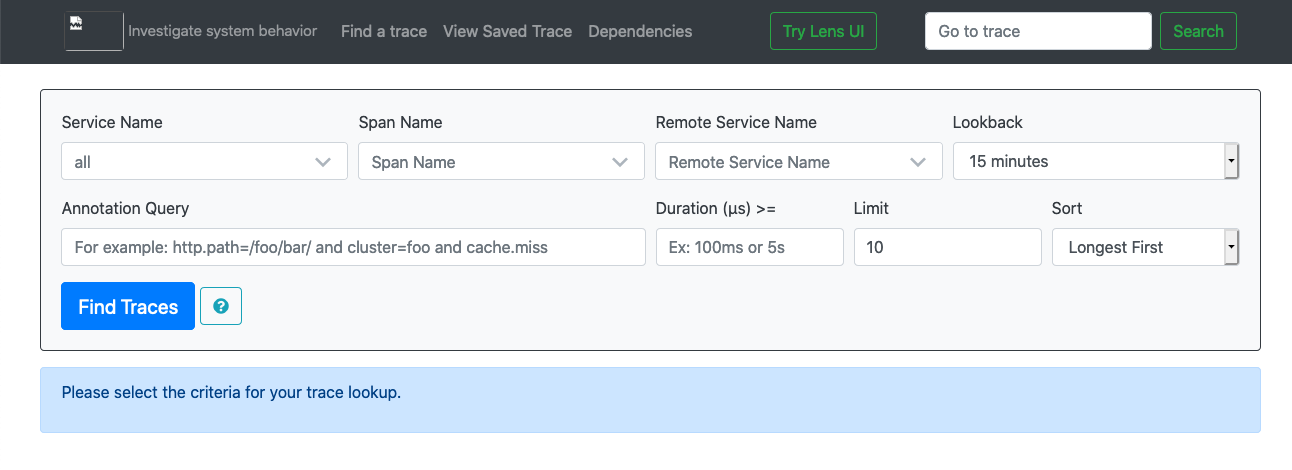 Investigate system behavior Find a trace View Saved Trace Dependencies Try Lens UI Go to trace Search
Service Name Span Name Remote Service Name Lookback
all Span Name Remote Service Name 15 minutes
Annotation Query Duration (μs) >= Limit Sort
For example: http.path=/foo/bar/ and cluster=foo and cache.miss Ex: 100ms or 5s 10 Longest First
Find Traces ?
Please select the criteria for your trace lookup.